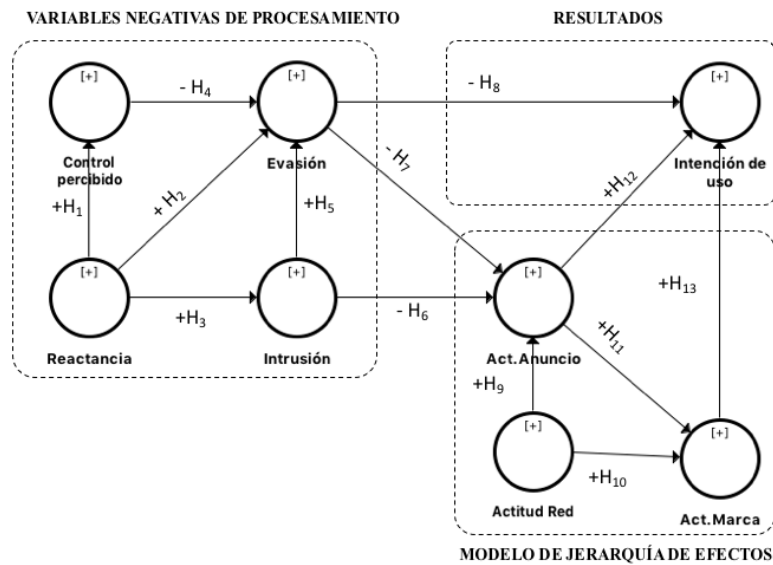 VARIABLES NEGATIVAS DE PROCESAMIENTO
RESULTADOS
[+]
[+]
[+]
- H4
- H8
Control
percibido
Evasión
Intención de
uso
- H7
+H12
+H1
+ H2
+H5
[+]
[+]
[+]
+H3
- H6
+H13
Reactancia
Intrusión
Act.Anuncio
+H11
+H9
[+]
[+]
+H10
Actitud Red
Act.Marca
MODELO DE JERARQUÍA DE EFECTOS